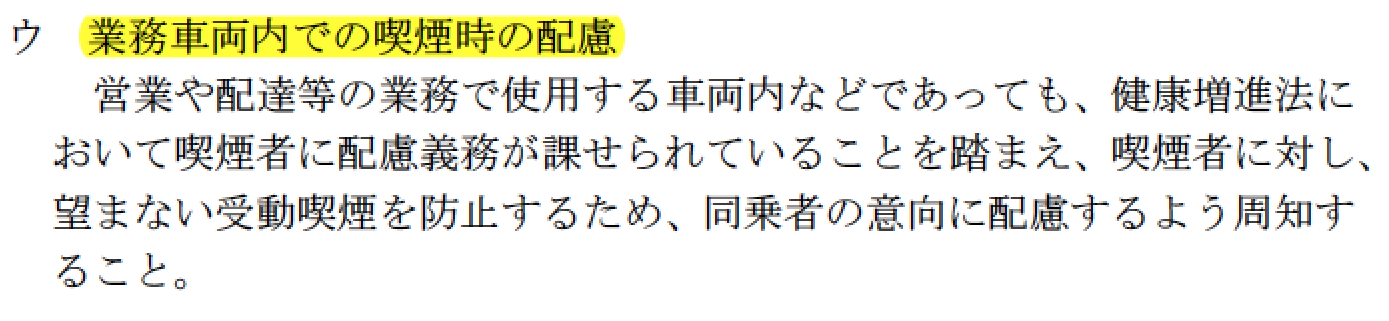 ウ　業務車両内での喫煙時の配慮
営業や配達等の業務で使用する車両内などであっても、健康増進法に
おいて喫煙者に配慮義務が課せられていることを踏まえ、喫煙者に対し、
望まない受動喫煙を防止するため、同乗者の意向に配慮するよう周知す
ること。